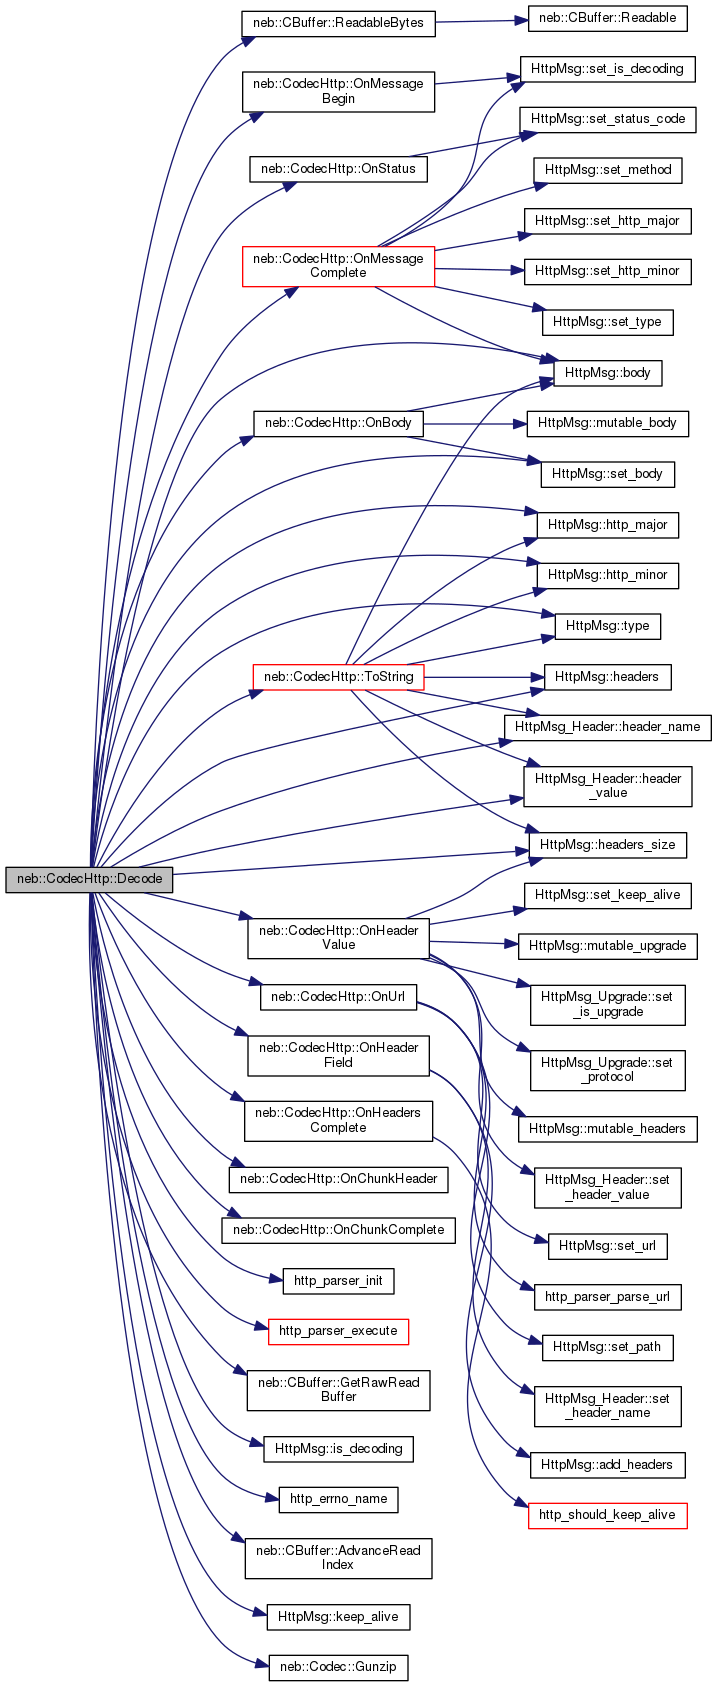 neb::CodecHttp::Decode
neb::CBuffer::ReadableBytes
neb::CodecHttp::OnMessage
Begin
neb::CodecHttp::OnStatus
neb::CodecHttp::OnMessage
Complete
neb::CodecHttp::OnBody
neb::CodecHttp::ToString
neb::CodecHttp::OnHeader
Value
neb::CodecHttp::OnUrl
neb::CodecHttp::OnHeader
Field
neb::CodecHttp::OnHeaders
Complete
neb::CodecHttp::OnChunkHeader
neb::CodecHttp::OnChunkComplete
http_parser_init
http_parser_execute
neb::CBuffer::GetRawRead
Buffer
HttpMsg::is_decoding
http_errno_name
neb::CBuffer::AdvanceRead
Index
HttpMsg::keep_alive
neb::Codec::Gunzip
neb::CBuffer::Readable
HttpMsg::set_is_decoding
HttpMsg::set_status_code
HttpMsg::set_method
HttpMsg::set_http_major
HttpMsg::set_http_minor
HttpMsg::set_type
HttpMsg::body
HttpMsg::mutable_body
HttpMsg::set_body
HttpMsg::http_major
HttpMsg::http_minor
HttpMsg::type
HttpMsg::headers
HttpMsg_Header::header_name
HttpMsg_Header::header
_value
HttpMsg::headers_size
HttpMsg::set_keep_alive
HttpMsg::mutable_upgrade
HttpMsg_Upgrade::set
_is_upgrade
HttpMsg_Upgrade::set
_protocol
HttpMsg::mutable_headers
HttpMsg_Header::set
_header_value
HttpMsg::set_url
http_parser_parse_url
HttpMsg::set_path
HttpMsg_Header::set
_header_name
HttpMsg::add_headers
http_should_keep_alive